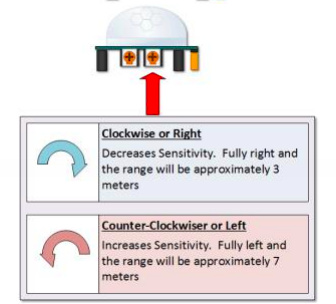 Clockwise or Right
Decreases Sensitivity. Fully right and
the range will be approximately 3
meters
Counter-Clockwiser or Left
Increases Sensitivity. Fully left and
the range will be approximately 7
meters